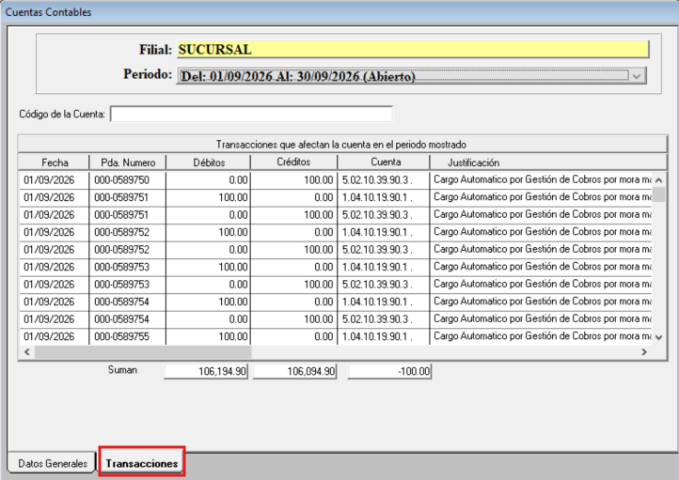 Cuentas Contables
Filial: SUCURSAL
Periodo: Del: 01/09/2026 Al: 30/09/2026 (Abierto)
Código de la Cuenta:
Transacciones que afectan la cuenta en el periodo mostrado
Fecha Pda. Numero Débitos Créditos Cuenta Justificación
01/09/2026 000-0589750 0.00 100.00 5.02.10.39.90.3 . Cargo Automatico por Gestión de Cobros por mora
01/09/2026 000-0589751 100.00 0.00 1.04.10.19.90.1 . Cargo Automatico por Gestión de Cobros por mora
01/09/2026 000-0589751 0.00 100.00 5.02.10.39.90.3 . Cargo Automatico por Gestión de Cobros por mora
01/09/2026 000-0589752 100.00 0.00 1.04.10.19.90.1 . Cargo Automatico por Gestión de Cobros por mora
01/09/2026 000-0589752 0.00 100.00 5.02.10.39.90.3 . Cargo Automatico por Gestión de Cobros por mora
01/09/2026 000-0589753 100.00 0.00 1.04.10.19.90.1 . Cargo Automatico por Gestión de Cobros por mora
01/09/2026 000-0589753 0.00 100.00 5.02.10.39.90.3 . Cargo Automatico por Gestión de Cobros por mora
01/09/2026 000-0589754 100.00 0.00 1.04.10.19.90.1 . Cargo Automatico por Gestión de Cobros por mora
01/09/2026 000-0589754 0.00 100.00 5.02.10.39.90.3 . Cargo Automatico por Gestión de Cobros por mora
01/09/2026 000-0589755 100.00 0.00 1.04.10.19.90.1 . Cargo Automatico por Gestión de Cobros por mora
Suman 106,194.90 106,094.90 -100.00
Datos Generales Transacciones